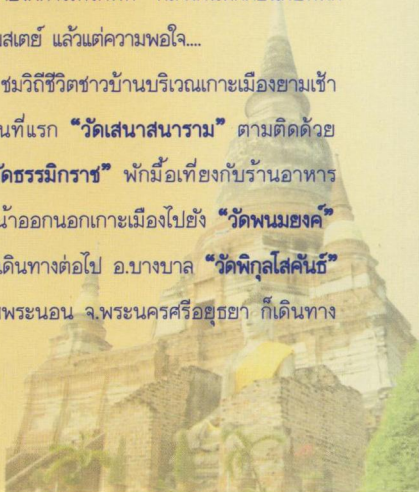 สเตย์ แล้วแต่ความพอใจ....
ชมวิถีชีวิตชาวบ้านบริเวณเกาะเมืองยามเช้า
นที่แรก “วัดเสนาสนาราม” ตามติดด้วย
วัดธรรมิกราช” พักมื้อเที่ยงกับร้านอาหาร
น้าออกนอกเกาะเมืองไปยัง “วัดพนมยงค์”
เดินทางต่อไป อ.บางบาล “วัดพิกุลโสคันธ์”
พระนอน จ.พระนครศรีอยุธยา ก็เดินทาง